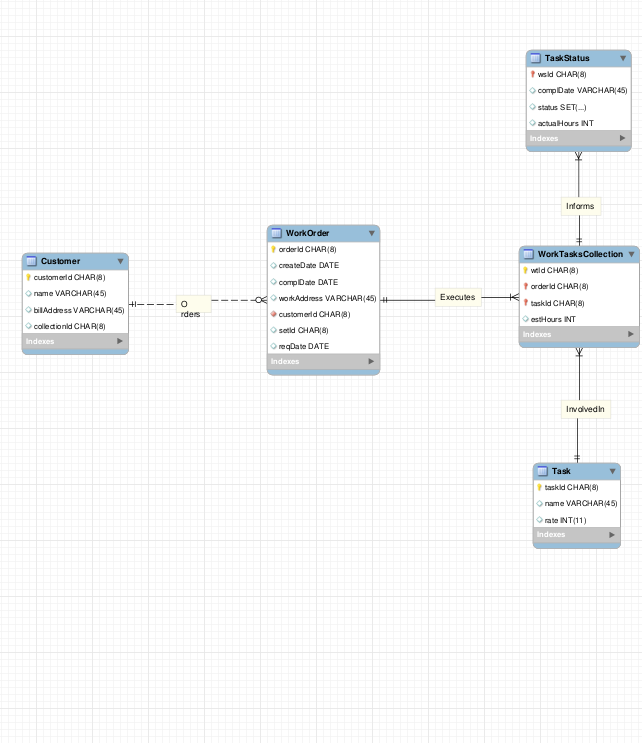 TaskStatus
wsId CHAR(8)
complDate VARCHAR(45)
status SET(...)
actualHours INT
Indexes
Informs
WorkOrder
orderId CHAR(8)
createDate DATE
complDate DATE
workAddress VARCHAR(45)
customerId CHAR(8)
setId CHAR(8)
reqDate DATE
Indexes
Customer
customerId CHAR(8)
name VARCHAR(45)
billAddress VARCHAR(45)
collectionId CHAR(8)
Indexes
O
rders
Executes
WorkTasksCollection
wtId CHAR(8)
orderId CHAR(8)
taskId CHAR(8)
estHours INT
Indexes
InvolvedIn
Task
taskId CHAR(8)
name VARCHAR(45)
rate INT(11)
Indexes